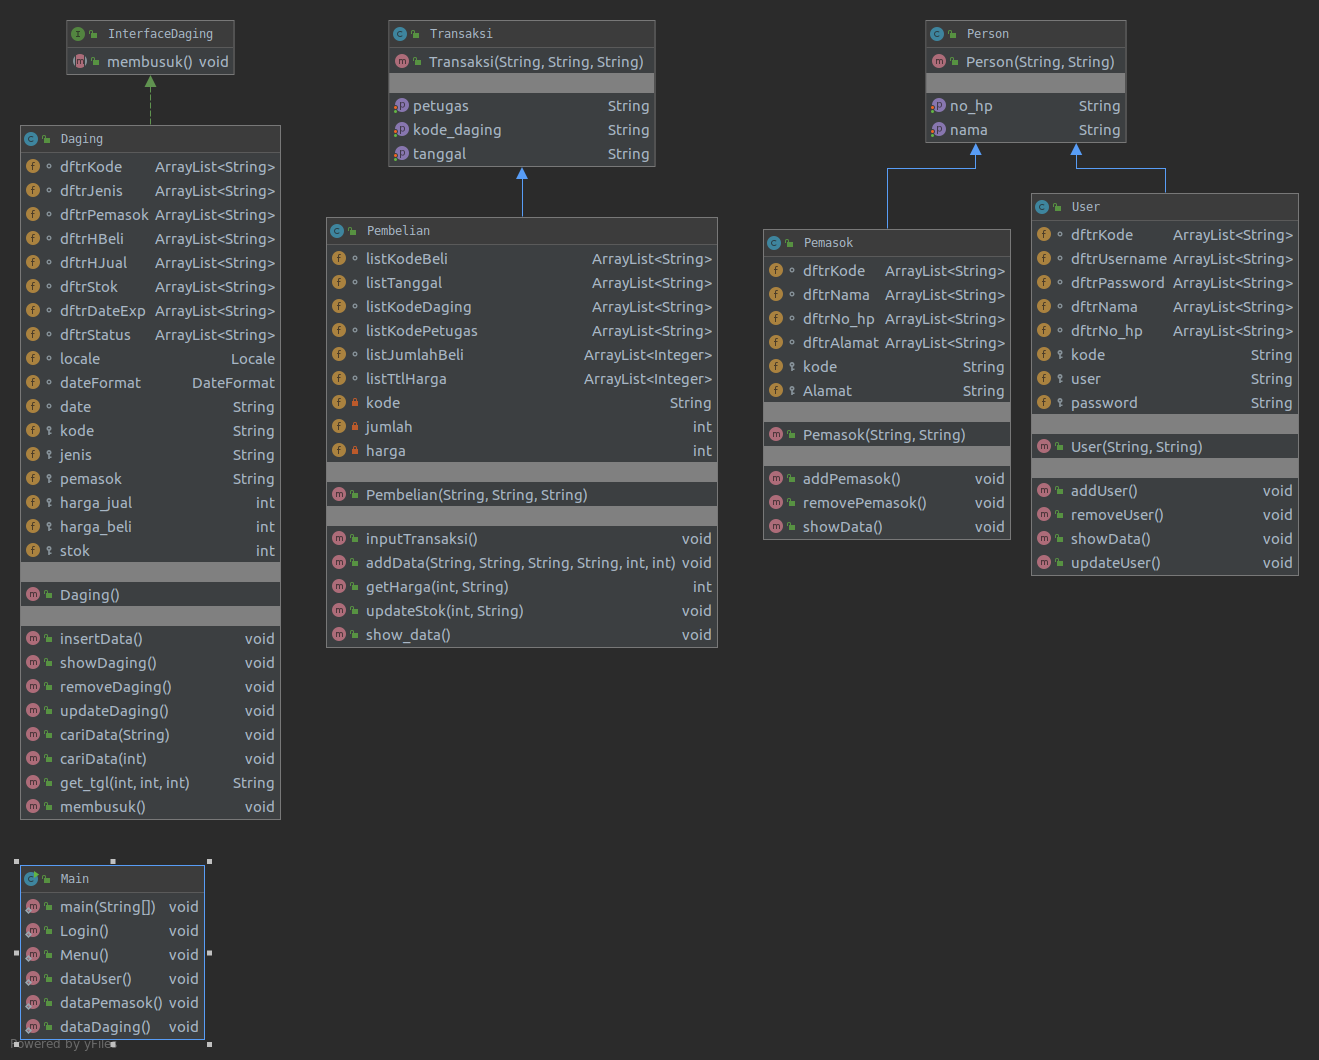 InterfaceDaging
membusuk() void
Transaksi
Transaksi(String, String, String)
petugas String
kode_daging String
tanggal String
Person
Person(String, String)
no_hp String
nama String
Daging
dftrKode ArrayList<String>
dftrJenis ArrayList<String>
dftrPemasok ArrayList<String>
dftrHBeli ArrayList<String>
dftrHJual ArrayList<String>
dftrStok ArrayList<String>
dftrDateExp ArrayList<String>
dftrStatus ArrayList<String>
locale Locale
dateFormat DateFormat
date String
kode String
jenis String
pemasok String
harga_jual int
harga_beli int
stok int
Daging()
insertData() void
showDaging() void
removeDaging() void
updateDaging() void
cariData(String) void
cariData(int) void
get_tgl(int, int, int) String
membusuk() void
Pembelian
listKodeBeli ArrayList<String>
listTanggal ArrayList<String>
listKodeDaging ArrayList<String>
listKodePetugas ArrayList<String>
listJumlahBeli ArrayList<Integer>
listTtlHarga ArrayList<Integer>
kode String
jumlah int
harga int
Pembelian(String, String, String)
inputTransaksi() void
addData(String, String, String, String, int, int) void
getHarga(int, String) int
updateStok(int, String) void
show_data() void
Pemasok
dftrKode ArrayList<String>
dftrNama ArrayList<String>
dftrNo_hp ArrayList<String>
dftrAlamat ArrayList<String>
kode String
Alamat String
Pemasok(String, String)
addPemasok() void
removePemasok() void
showData() void
User
dftrKode ArrayList<String>
dftrUsername ArrayList<String>
dftrPassword ArrayList<String>
dftrNama ArrayList<String>
dftrNo_hp ArrayList<String>
kode String
user String
password String
User(String, String)
addUser() void
removeUser() void
showData() void
updateUser() void
Main
main(String[]) void
Login() void
Menu() void
dataUser() void
dataPemasok() void
dataDaging() void
Powered by yFiles